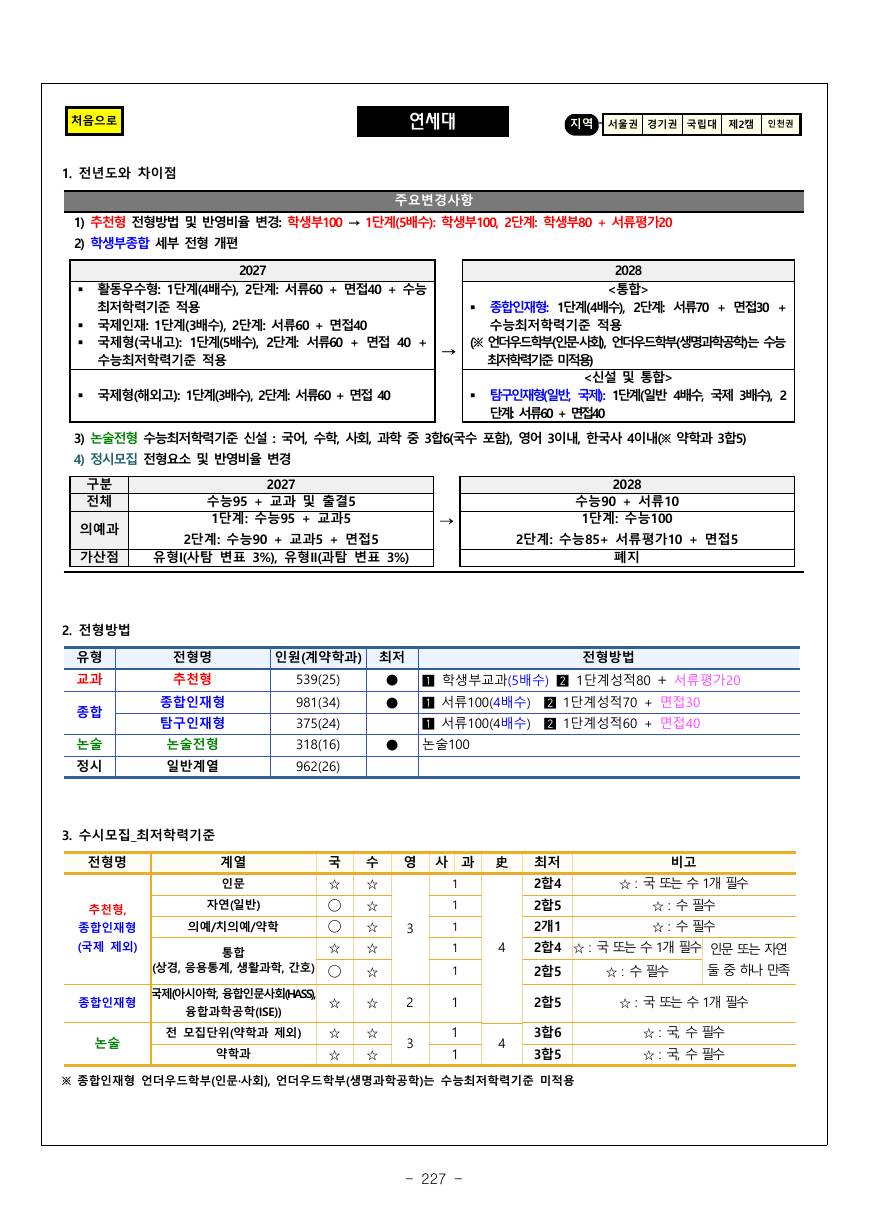 처음으로
연세대
지역 서울권 경기권 국립대 제2캠 인천권
1. 전년도와 차이점
주요변경사항
1) 추천형 전형방법 및 반영비율 변경: 학생부100 → 1단계(5배수): 학생부100, 2단계: 학생부80 + 서류평가20
2) 학생부종합 세부 전형 개편
2027
▪ 활동우수형: 1단계(4배수), 2단계: 서류60 + 면접40 + 수능
최저학력기준 적용
▪ 국제인재: 1단계(3배수), 2단계: 서류60 + 면접40
▪ 국제형(국내고): 1단계(5배수), 2단계: 서류60 + 면접 40 +
수능최저학력기준 적용
▪ 국제형(해외고): 1단계(3배수), 2단계: 서류60 + 면접 40
→
2028
<통합>
▪ 종합인재형: 1단계(4배수), 2단계: 서류70 + 면접30 +
수능최저학력기준 적용
(※ 언더우드학부(인문·사회), 언더우드학부(생명과학공학)는 수능
최저학력기준 미적용)
<신설 및 통합>
▪ 탐구인재형(일반, 국제): 1단계(일반 4배수, 국제 3배수), 2
단계: 서류60 + 면접40
3) 논술전형 수능최저학력기준 신설 : 국어, 수학, 사회, 과학 중 3합6(국수 포함), 영어 3이내, 한국사 4이내(※ 약학과 3합5)
4) 정시모집 전형요소 및 반영비율 변경
구분 2027 2028
전체 수능95 + 교과 및 출결5 수능90 + 서류10
의예과 1단계: 수능95 + 교과5 → 1단계: 수능100
2단계: 수능90 + 교과5 + 면접5 2단계: 수능85+ 서류평가10 + 면접5
가산점 유형Ⅰ(사탐 변표 3%), 유형Ⅱ(과탐 변표 3%) 폐지
2. 전형방법
유형 전형명 인원(계약학과) 최저 전형방법
교과 추천형 539(25) ● 1 학생부교과(5배수) 2 1단계성적80 + 서류평가20
종합 종합인재형 981(34) ● 1 서류100(4배수) 2 1단계성적70 + 면접30
탐구인재형 375(24) 1 서류100(4배수) 2 1단계성적60 + 면접40
논술 논술전형 318(16) ● 논술100
정시 일반계열 962(26)
3. 수시모집_최저학력기준
전형명 계열 국 수 영 사 과 史 최저 비고
추천형,
종합인재형
(국제 제외)
인문 ☆ ☆ 3 1 4 2합4 ☆ : 국 또는 수 1개 필수
자연(일반) ○ ☆ 1 2합5 ☆ : 수 필수
의예/치의예/약학 ○ ☆ 1 2개1 ☆ : 수 필수
통합
(상경, 응용통계, 생활과학, 간호)
☆ ☆ 1 2합4 ☆ : 국 또는 수 1개 필수 인문 또는 자연
○ ☆ 1 2합5 ☆ : 수 필수 둘 중 하나 만족
종합인재형 국제(아시아학, 융합인문사회(HASS),
융합과학공학(ISE)) ☆ ☆ 2 1 2합5 ☆ : 국 또는 수 1개 필수
논술 전 모집단위(약학과 제외) ☆ ☆ 3 1 4 3합6 ☆ : 국, 수 필수
약학과 ☆ ☆ 1 3합5 ☆ : 국, 수 필수
※ 종합인재형 언더우드학부(인문·사회), 언더우드학부(생명과학공학)는 수능최저학력기준 미적용
- 227 -